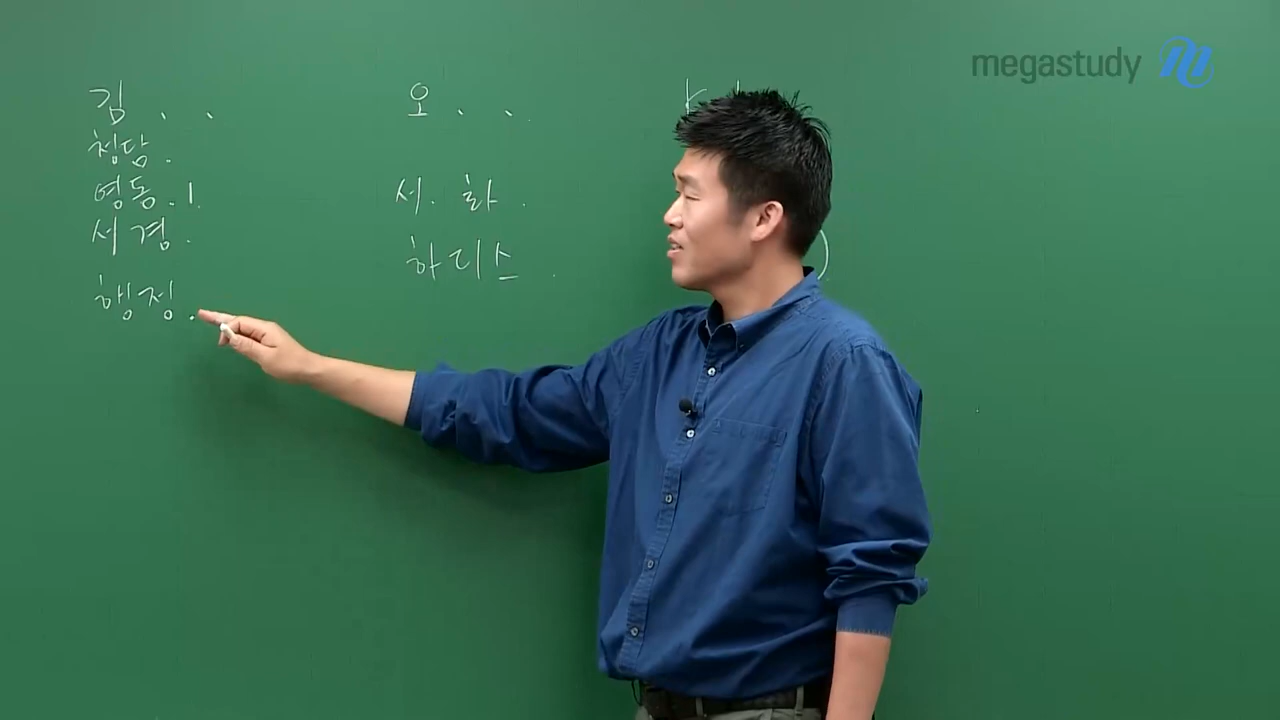 megastudy
김 . .
청담.
영동.1.
서경.
행정.
오. .
서. 화.
하디스.
)